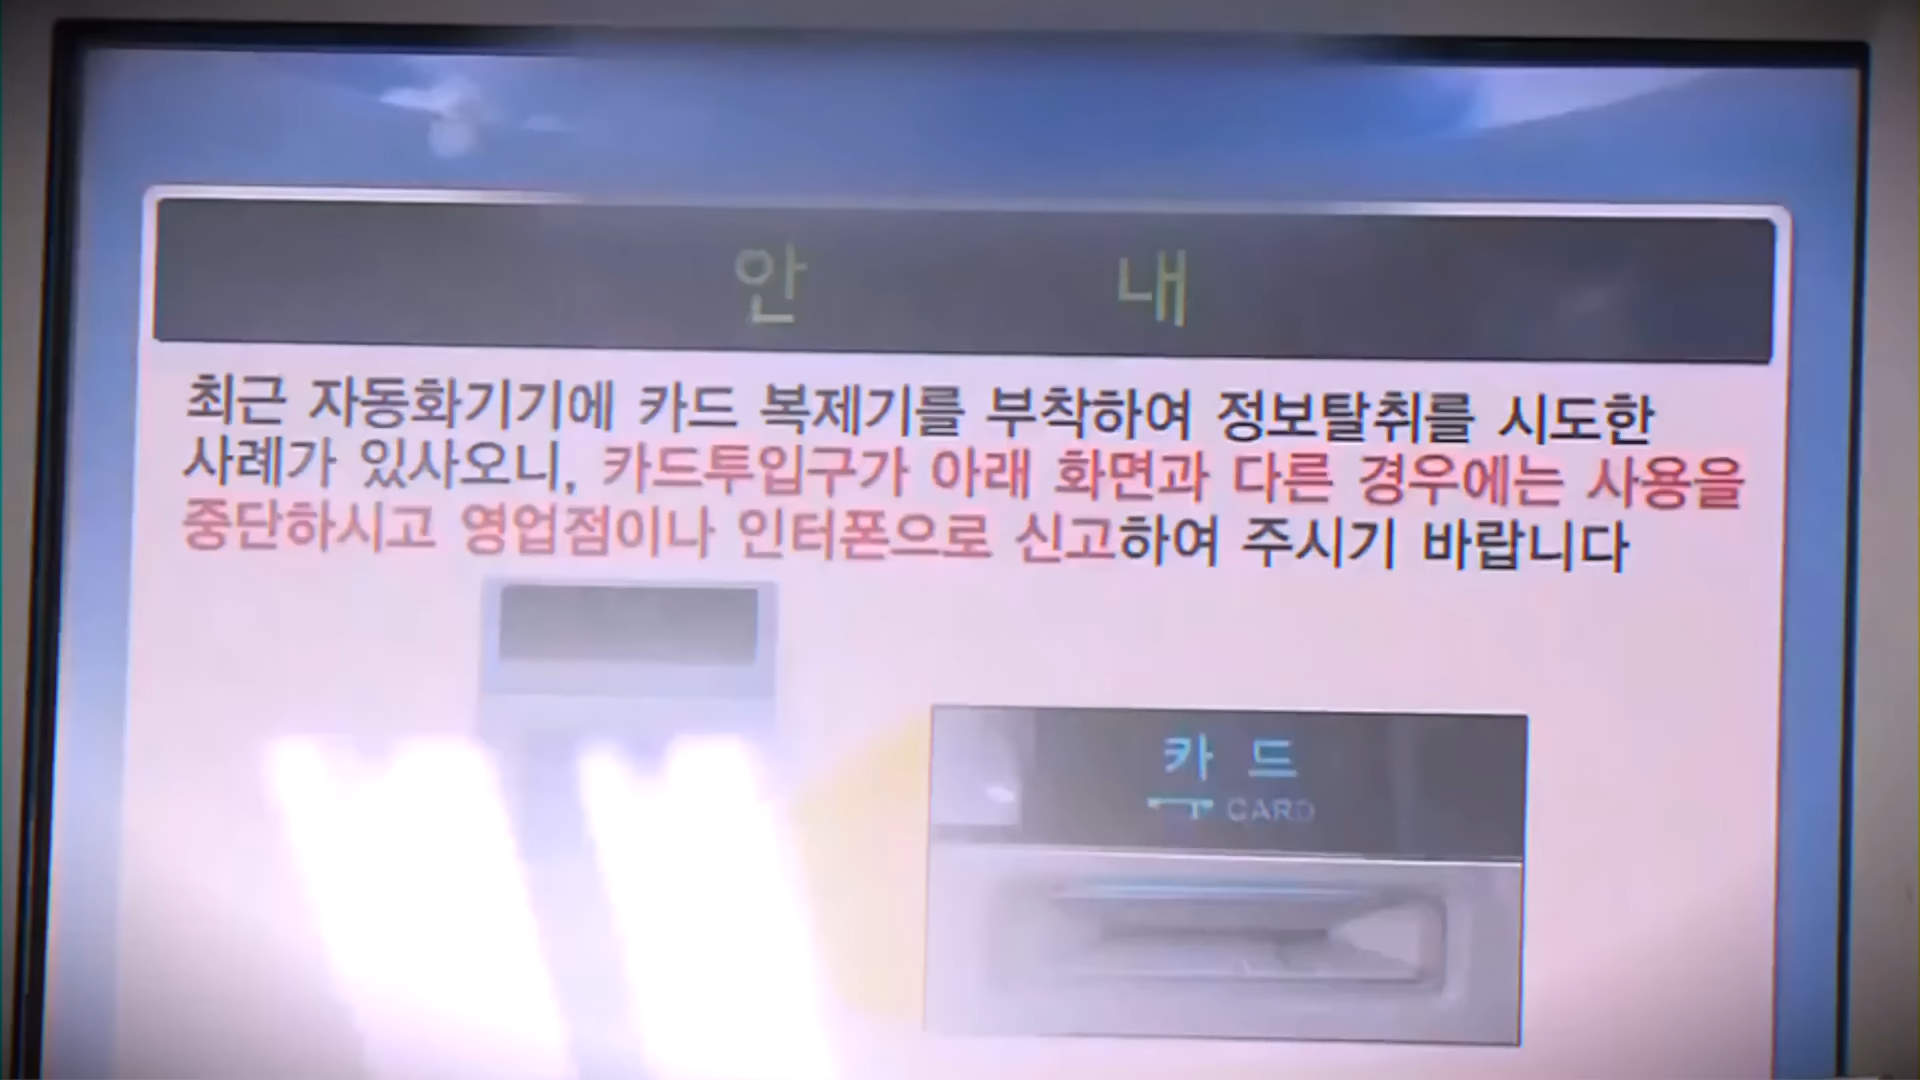 안 내
최근 자동화기기에 카드 복제기를 부착하여 정보탈취를 시도한
사례가 있사오니, 카드투입구가 아래 화면과 다른 경우에는 사용을
중단하시고 영업점이나 인터폰으로 신고하여 주시기 바랍니다
카 드
CARD